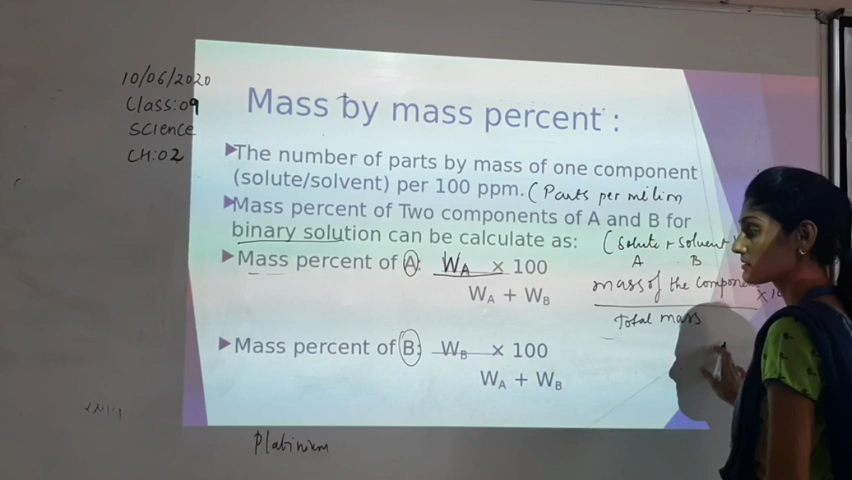 10/06/2020
Class:09
Science
CH:02
Mass by mass percent :
The number of parts by mass of one component
(solute/solvent) per 100 ppm. (Parts per million
Mass percent of Two components of A and B for
binary solution can be calculate as:
(Solute + Solvent
A B
Mass percent of A: WA × 100
WA + WB
mass of the compone
Total mass
Mass percent of B: WB × 100
WA + WB
Platinium